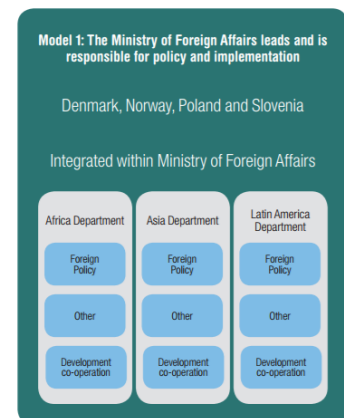 Model 1: The Ministry of Foreign Affairs leads and is
responsible for policy and implementation
Denmark, Norway, Poland and Slovenia
Integrated within Ministry of Foreign Affairs
Africa Department
Foreign
Policy
Other
Development
co-operation
Asia Department
Foreign
Policy
Other
Development
co-operation
Latin America
Department
Foreign
Policy
Other
Development
co-operation